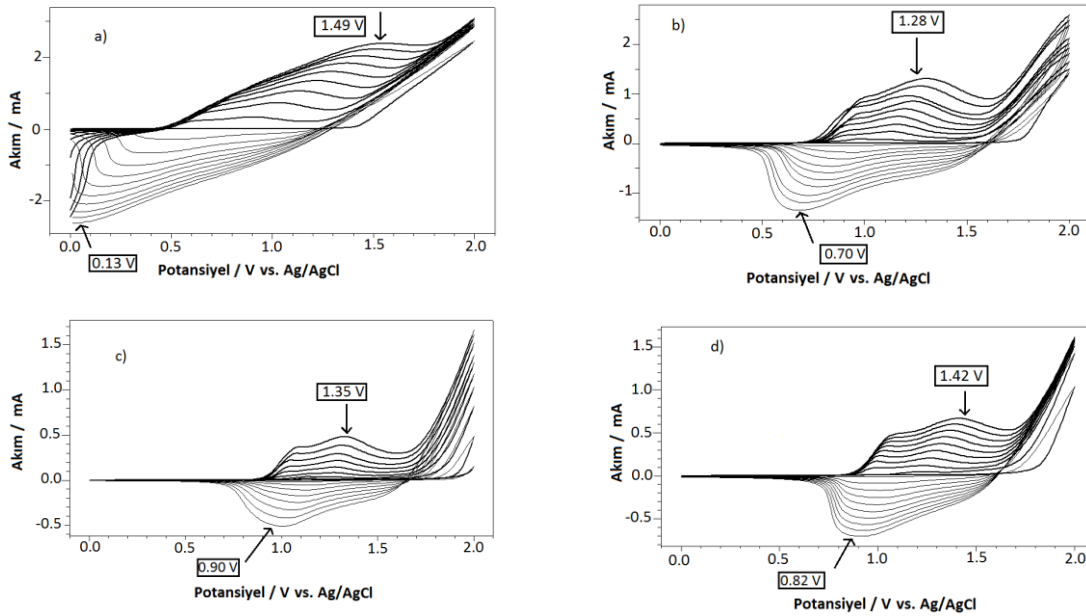 a)
1.49 V
Akım / mA
2
0
-2
0.0 0.5 1.0 1.5 2.0
0.13 V
Potansiyel / V vs. Ag/AgCl
b)
1.28 V
Akım / mA
2
1
0
-1
0.0 0.5 1.0 1.5 2.0
0.70 V
Potansiyel / V vs. Ag/AgCl
c)
1.35 V
Akım / mA
1.5
1.0
0.5
0.0
-0.5
0.0 0.5 1.0 1.5 2.0
0.90 V
Potansiyel / V vs. Ag/AgCl
d)
1.42 V
Akım / mA
1.5
1.0
0.5
0.0
-0.5
0.0 0.5 1.0 1.5 2.0
0.82 V
Potansiyel / V vs. Ag/AgCl